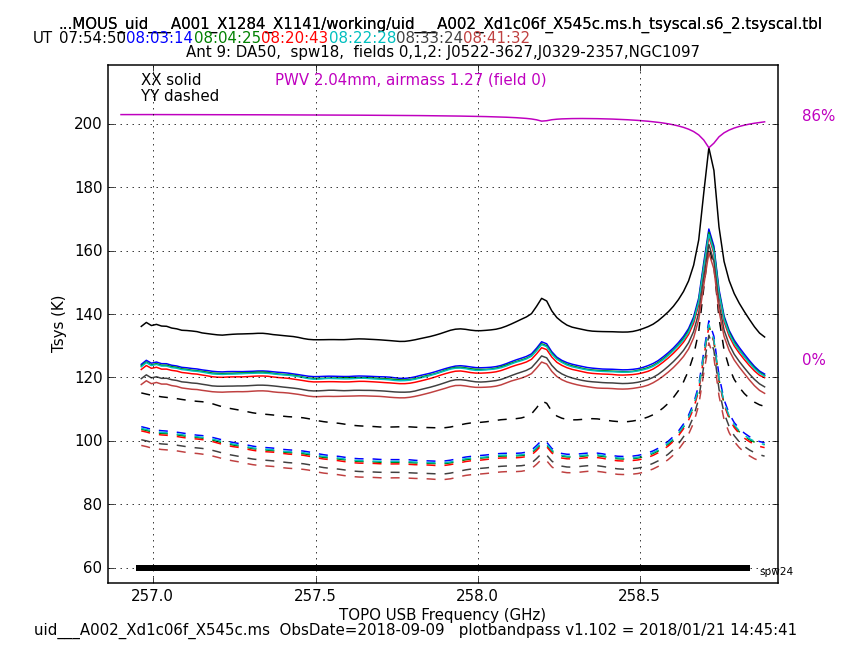 ...MOUS_uid___A001_X1284_X1141/working/uid___A002_Xd1c06f_X545c.ms.h_tsyscal.s6_2.tsyscal.tbl
UT 07:54:50 08:03:14 08:04:25 08:20:43 08:22:28 08:33:24 08:41:32
Ant 9: DA50, spw18, fields 0,1,2: J0522-3627,J0329-2357,NGC1097
XX solid
PWV 2.04mm, airmass 1.27 (field 0)
YY dashed
86%
200
180
160
140
120
100
80
60
0%
Tsys (K)
spw24
257.0
257.5
258.0
258.5
TOPO USB Frequency (GHz)
uid___A002_Xd1c06f_X545c.ms ObsDate=2018-09-09 plotbandpass v1.102 = 2018/01/21 14:45:41